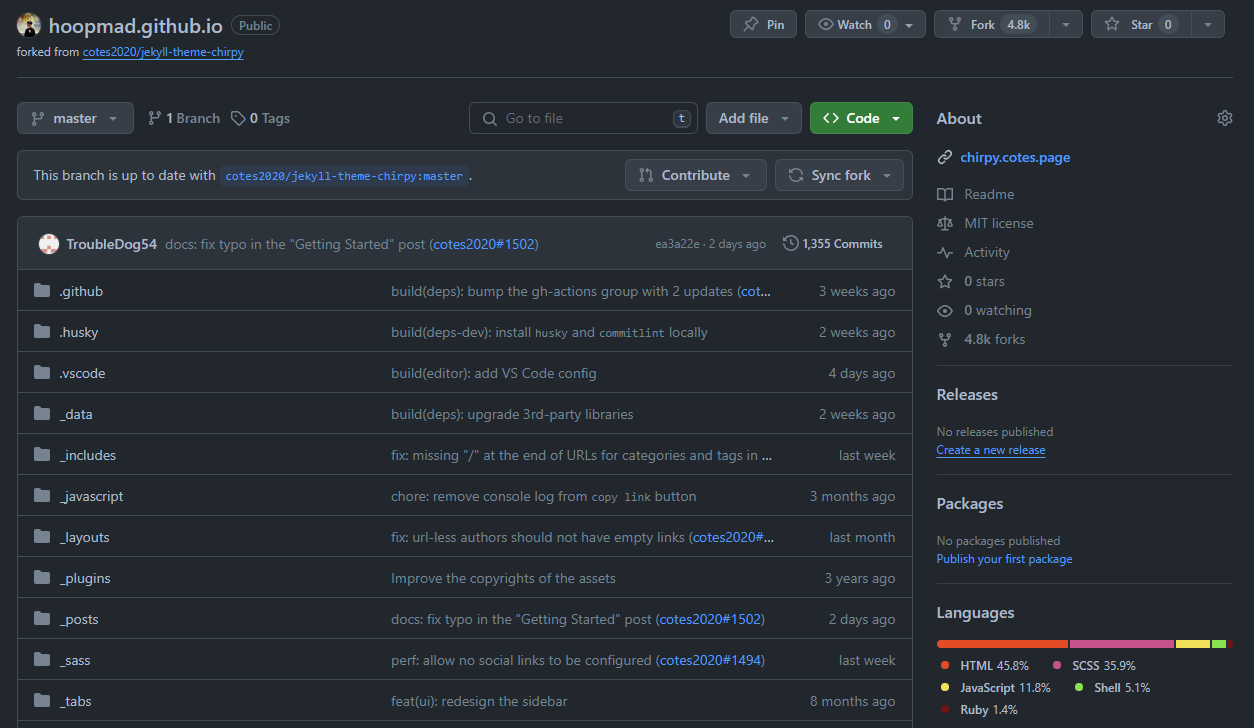 hoopmad.github.io Public Pin Watch 0 Fork 4.8k Star 0
forked from cotes2020/jekyll-theme-chirpy
master 1 Branch 0 Tags Go to file t Add file Code
This branch is up to date with cotes2020/jekyll-theme-chirpy:master . Contribute Sync fork
TroubleDog54 docs: fix typo in the "Getting Started" post (cotes2020#1502) ea3a22e · 2 days ago 1,355 Commits
.github build(deps): bump the gh-actions group with 2 updates (cot... 3 weeks ago
.husky build(deps-dev): install husky and commitlint locally 2 weeks ago
.vscode build(editor): add VS Code config 4 days ago
_data build(deps): upgrade 3rd-party libraries 2 weeks ago
_includes fix: missing "/" at the end of URLs for categories and tags in ... last week
_javascript chore: remove console log from copy link button 3 months ago
_layouts fix: url-less authors should not have empty links (cotes2020#... last month
_plugins Improve the copyrights of the assets 3 years ago
_posts docs: fix typo in the "Getting Started" post (cotes2020#1502) 2 days ago
_sass perf: allow no social links to be configured (cotes2020#1494) last week
_tabs feat(ui): redesign the sidebar 8 months ago
About
chirpy.cotes.page
Readme
MIT license
Activity
0 stars
0 watching
4.8k forks
Releases
No releases published
Create a new release
Packages
No packages published
Publish your first package
Languages
HTML 45.8% SCSS 35.9%
JavaScript 11.8% Shell 5.1%
Ruby 1.4%